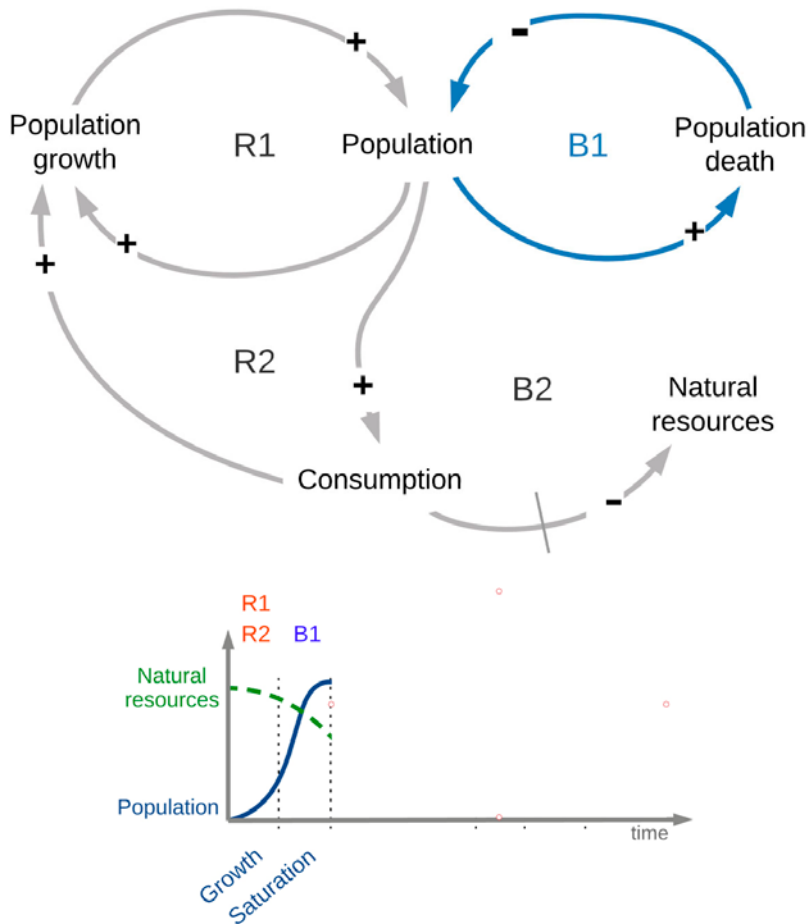 +
-
Population
growth
R1
Population
B1
Population
death
+
+
+
R2
+
B2
Natural
resources
Consumption
-
R1
R2
B1
Natural
resources
Population
time
Growth
Saturation